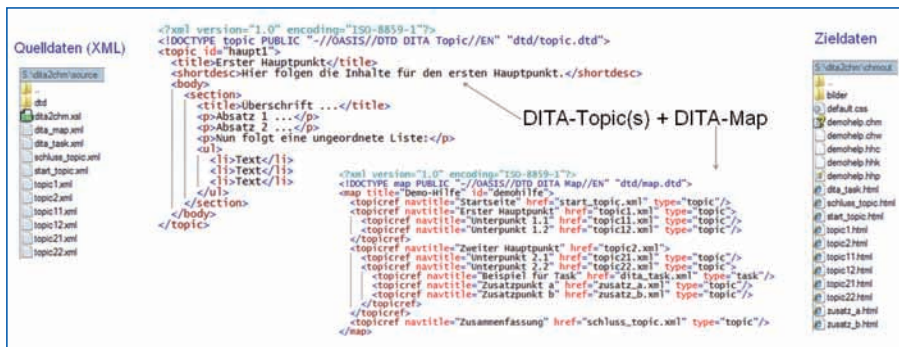 Quelldaten (XML)
S:\dita2chm\source
..
dtd
dita2chm.xsl
dita_map.xml
dita_task.xml
schluss_topic.xml
start_topic.xml
topic1.xml
topic2.xml
topic11.xml
topic12.xml
topic21.xml
topic22.xml
<?xml version="1.0" encoding="ISO-8859-1"?>
<!DOCTYPE topic PUBLIC "-//OASIS//DTD DITA Topic//EN" "dtd/topic.dtd">
<topic id="haupt1">
<title>Erster Hauptpunkt</title>
<shortdesc>Hier folgen die Inhalte für den ersten Hauptpunkt.</shortdesc>
<body>
<section>
<title>Überschrift ...</title>
<p>Absatz 1 ...</p>
<p>Absatz 2 ...</p>
<p>Nun folgt eine ungeordnete Liste:</p>
<ul>
<li>Text</li>
<li>Text</li>
<li>Text</li>
</ul>
</section>
</body>
</topic>
DITA-Topic(s) + DITA-Map
<?xml version="1.0" encoding="ISO-8859-1"?>
<!DOCTYPE map PUBLIC "-//OASIS//DTD DITA Map//EN" "dtd/map.dtd">
<map title="Demo-Hilfe" id="demohilfe">
<topicref navtitle="Startseite" href="start_topic.xml" type="topic"/>
<topicref navtitle="Erster Hauptpunkt" href="topic1.xml">
<topicref navtitle="Unterpunkt 1.1" href="topic11.xml" type="topic"/>
<topicref navtitle="Unterpunkt 1.2" href="topic12.xml" type="topic"/>
</topicref>
<topicref navtitle="Zweiter Hauptpunkt" href="topic2.xml">
<topicref navtitle="Unterpunkt 2.1" href="topic21.xml" type="topic"/>
<topicref navtitle="Unterpunkt 2.2" href="topic22.xml" type="topic">
<topicref navtitle="Beispiel für Task" href="dita_task.xml" type="task"/>
<topicref navtitle="Zusatzpunkt a" href="zusatz_a.xml" type="topic"/>
<topicref navtitle="Zusatzpunkt b" href="zusatz_b.xml" type="topic"/>
</topicref>
</topicref>
<topicref navtitle="Zusammenfassung" href="schluss_topic.xml" type="topic"/>
</map>
Zieldaten
S:\dita2chm\chmout
..
bilder
default.css
demohelp.chm
demohelp.chw
demohelp.hhc
demohelp.hhk
demohelp.hhp
dita_task.html
schluss_topic.html
start_topic.html
topic1.html
topic2.html
topic11.html
topic12.html
topic21.html
topic22.html
zusatz_a.html
zusatz_b.html